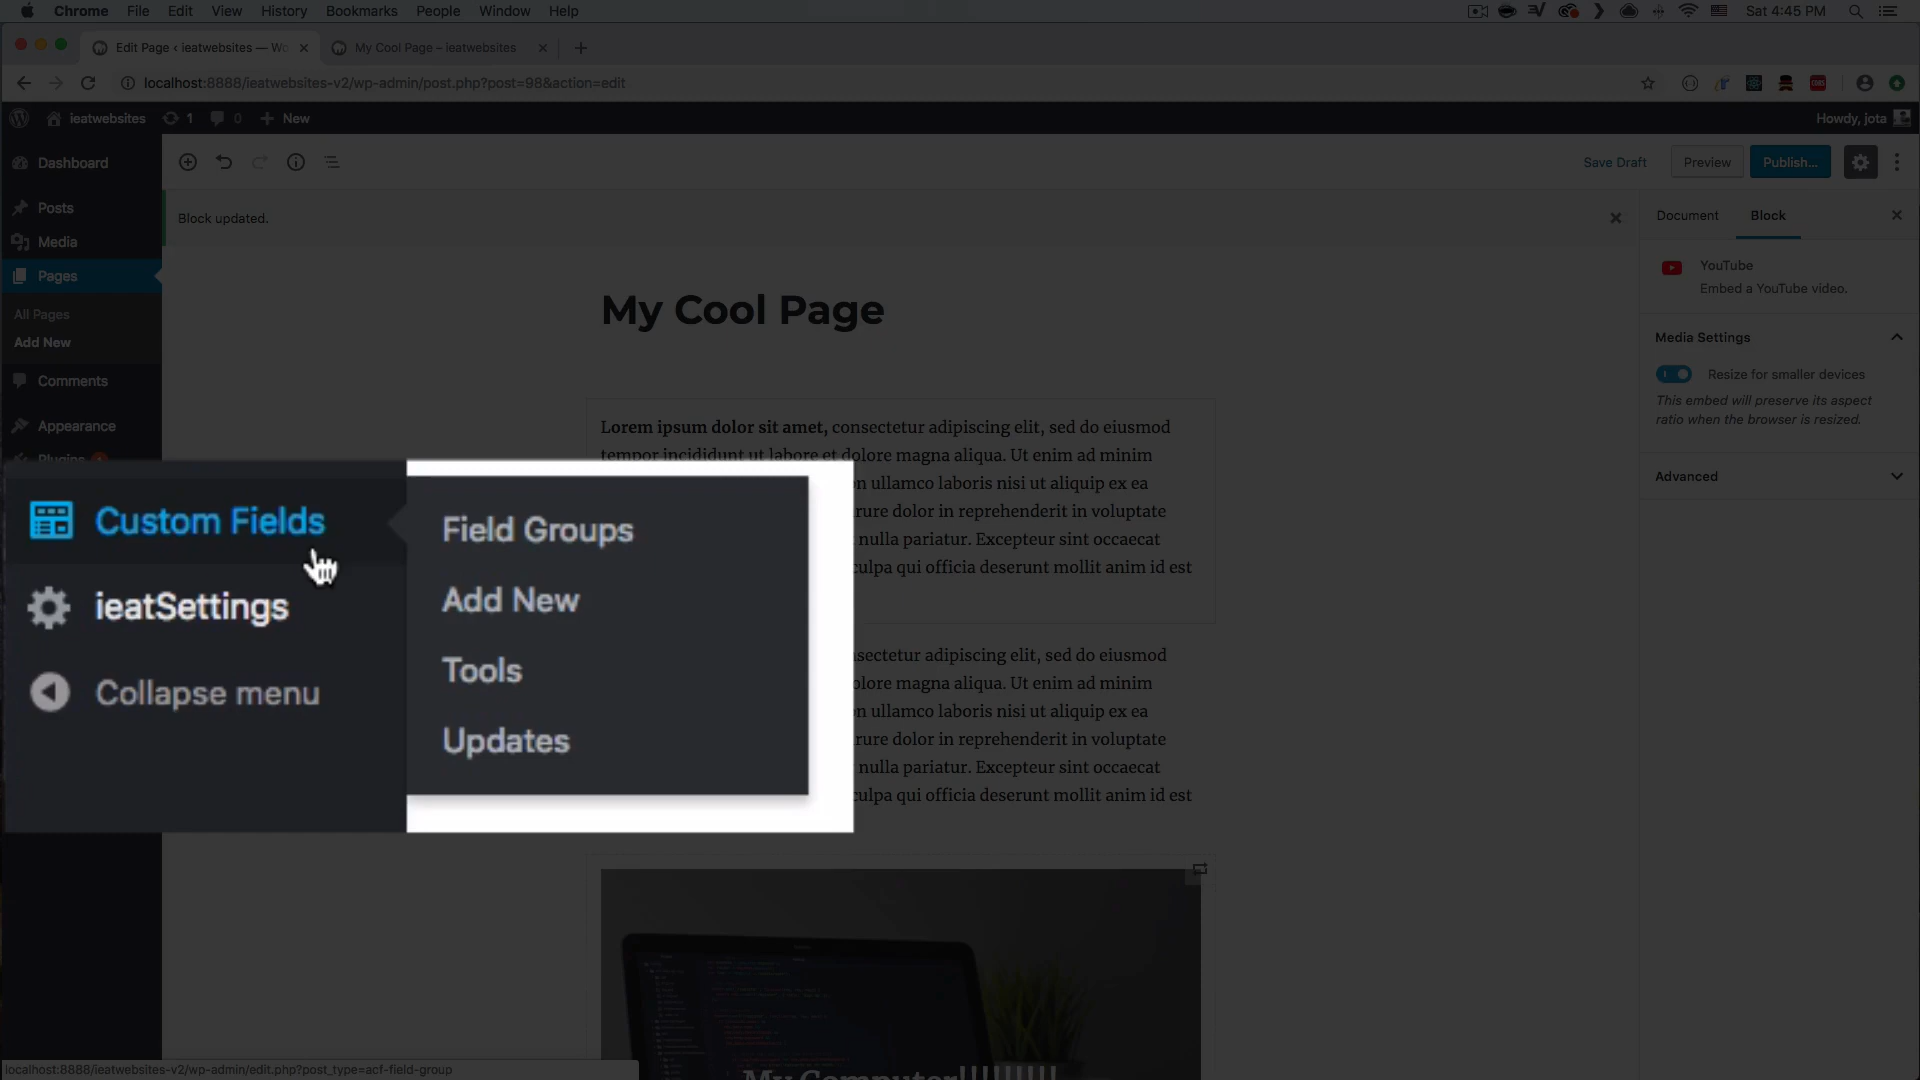 Chrome File Edit View History Bookmarks People Window Help
Sat 4:45 PM
Edit Page ‹ ieatwebsites — Wo
My Cool Page – ieatwebsites
localhost:8888/ieatwebsites-v2/wp-admin/post.php?post=98&action=edit
ieatwebsites 1 0 New
Howdy, jota
Dashboard
Posts
Media
Pages
All Pages
Add New
Comments
Appearance
Plugins
Save Draft Preview Publish...
Block updated.
Document Block
YouTube
Embed a YouTube video.
Media Settings
Resize for smaller devices
This embed will preserve its aspect
ratio when the browser is resized.
Advanced
My Cool Page
Lorem ipsum dolor sit amet, consectetur adipiscing elit, sed do eiusmod
tempor incididunt ut labore et dolore magna aliqua. Ut enim ad minim
n ullamco laboris nisi ut aliquip ex ea
rure dolor in reprehenderit in voluptate
nulla pariatur. Excepteur sint occaecat
culpa qui officia deserunt mollit anim id est
Custom Fields
ieatSettings
Collapse menu
Field Groups
Add New
Tools
Updates
nsectetur adipiscing elit, sed do eiusmod
olore magna aliqua. Ut enim ad minim
n ullamco laboris nisi ut aliquip ex ea
rure dolor in reprehenderit in voluptate
nulla pariatur. Excepteur sint occaecat
culpa qui officia deserunt mollit anim id est
My Computer!!!!!!!!!!
localhost:8888/ieatwebsites-v2/wp-admin/edit.php?post_type=acf-field-group